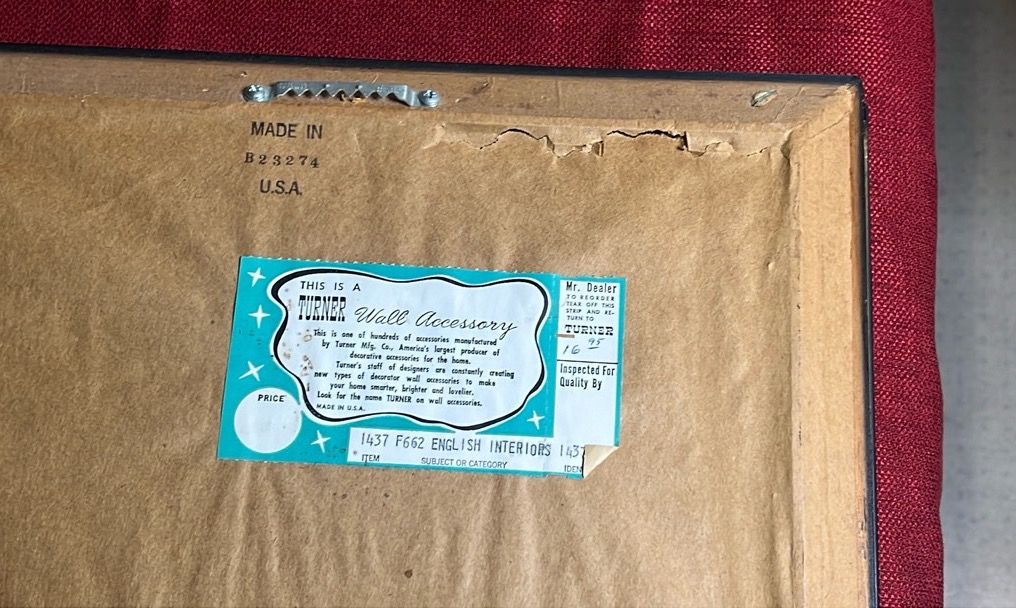 MADE IN
B23274
U.S.A.
THIS IS A
TURNER Wall Accessory
This is one of hundreds of accessories manufactured
by Turner Mfg. Co., America's largest producer of
decorative accessories for the home.
Turner's staff of designers are constantly creating
new types of decorator wall accessories to make
your home smarter, brighter and lovelier.
Look for the name TURNER on wall accessories.
MADE IN U.S.A.
PRICE
1437 F662 ENGLISH INTERIORS 1437
ITEM SUBJECT OR CATEGORY IDEN
Mr. Dealer
TO REORDER
TEAR OFF THIS
STRIP AND RE-
TURN TO
TURNER
16 95
Inspected For
Quality By